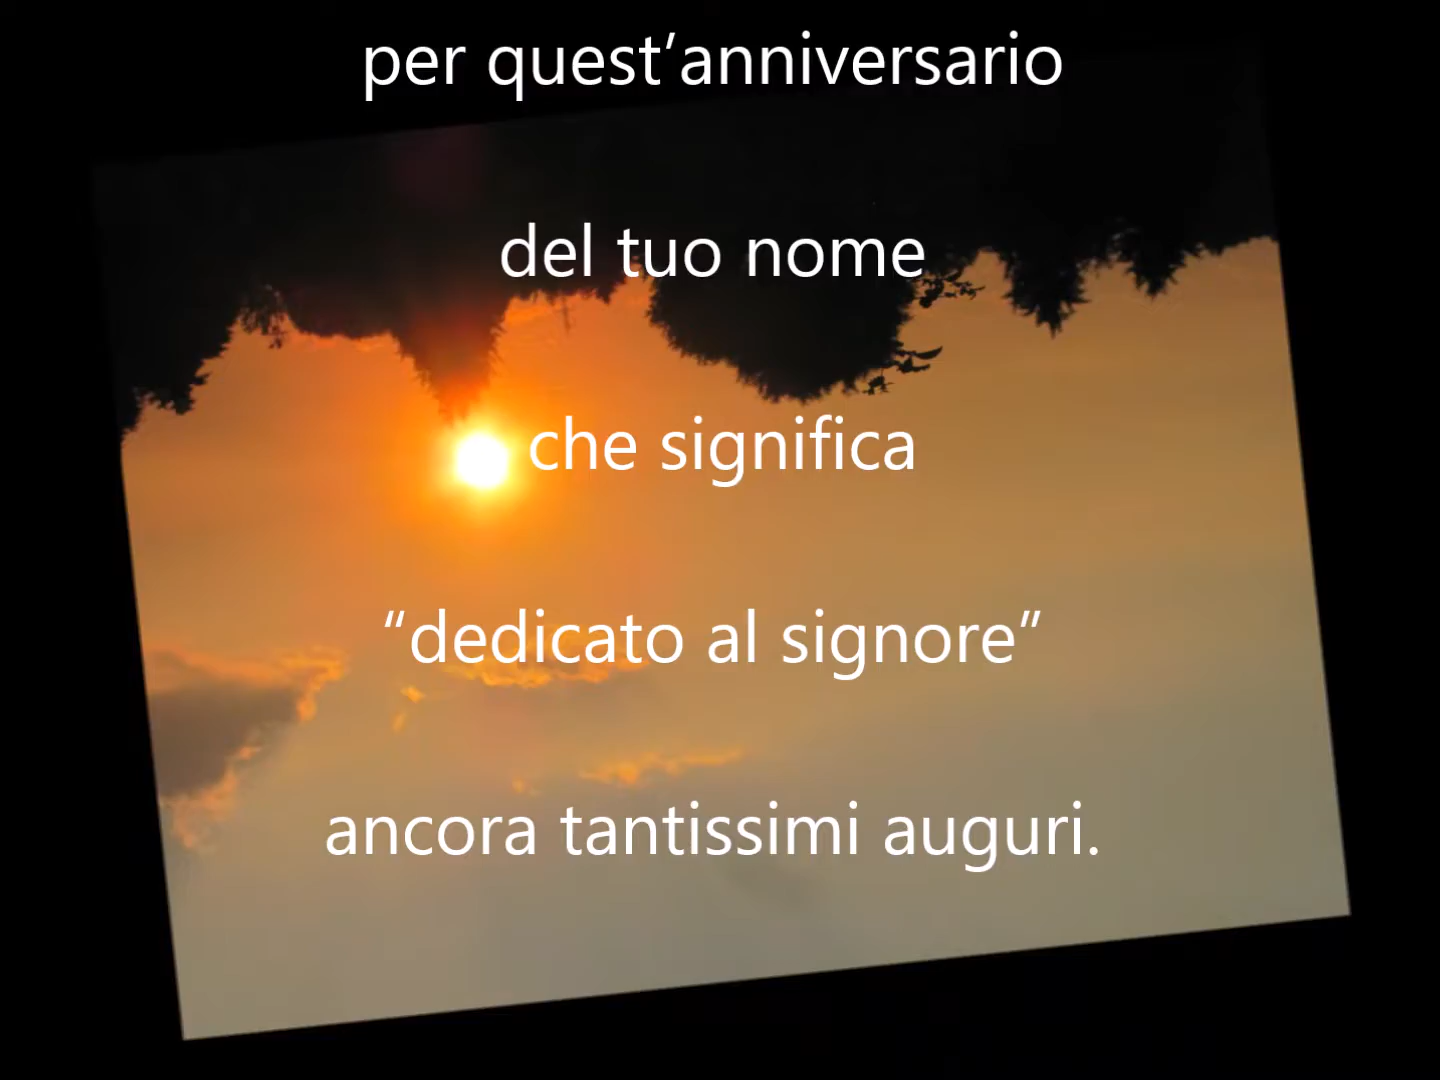 per quest’anniversario
del tuo nome
che significa
“dedicato al signore”
ancora tantissimi auguri.